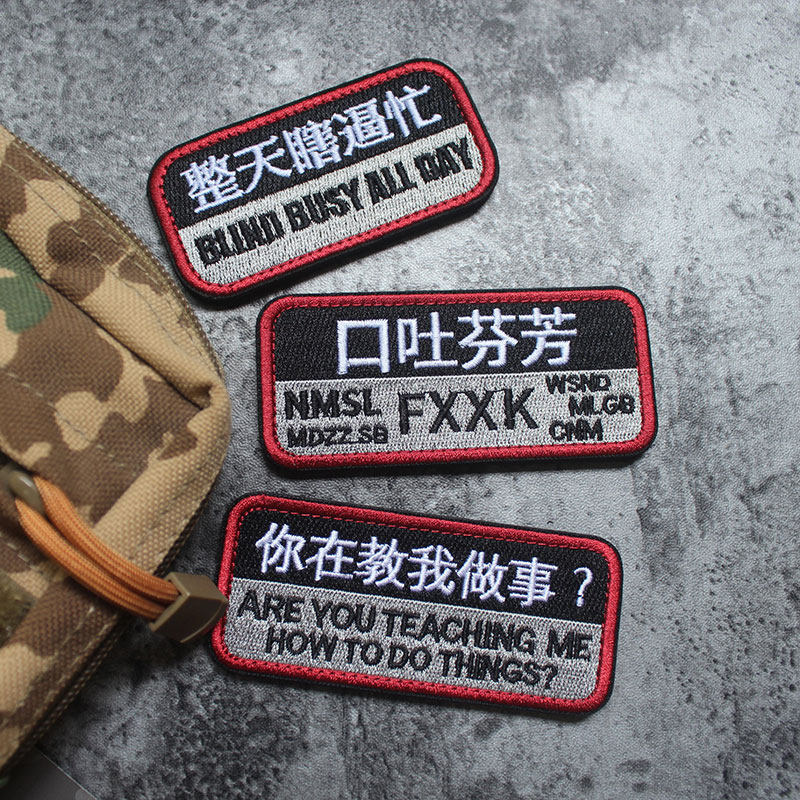 整天瞎逼忙
BLIND BUSY ALL DAY
口吐芬芳
NMSL
MDZZ SB
FXXK
WSND
MLGB
CNM
你在教我做事？
ARE YOU TEACHING ME
HOW TO DO THINGS?